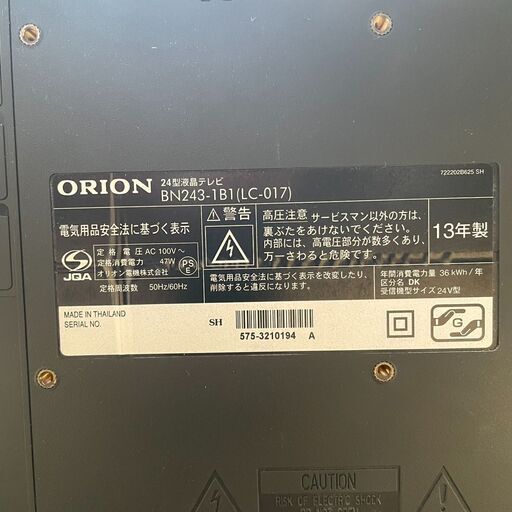 722202B625 SH
24型液晶テレビ
ORION BN243-1B1(LC-017)
電気用品安全法に基づく表示
定格電圧 AC 100V~
定格消費電力 47W
オリオン電機株式会社
定格周波数 50Hz/60Hz
JQA
PS
E
警告
高圧注意 サービスマン以外の方は、
裏ぶたをあけないでください。
内部には、高電圧部分が数多くあり、
万一さわると危険です。
電気用品安全法に基づく表示を改変したり、
削除すると違反になります。
13年製
年間消費電力量 36 kWh/年
区分名 DK
受信機型サイズ 24V型
MADE IN THAILAND
SERIAL NO.
SH
575-3210194 A
G
CAUTION
RISK OF ELECTRIC SHOCK
DO NOT OPEN